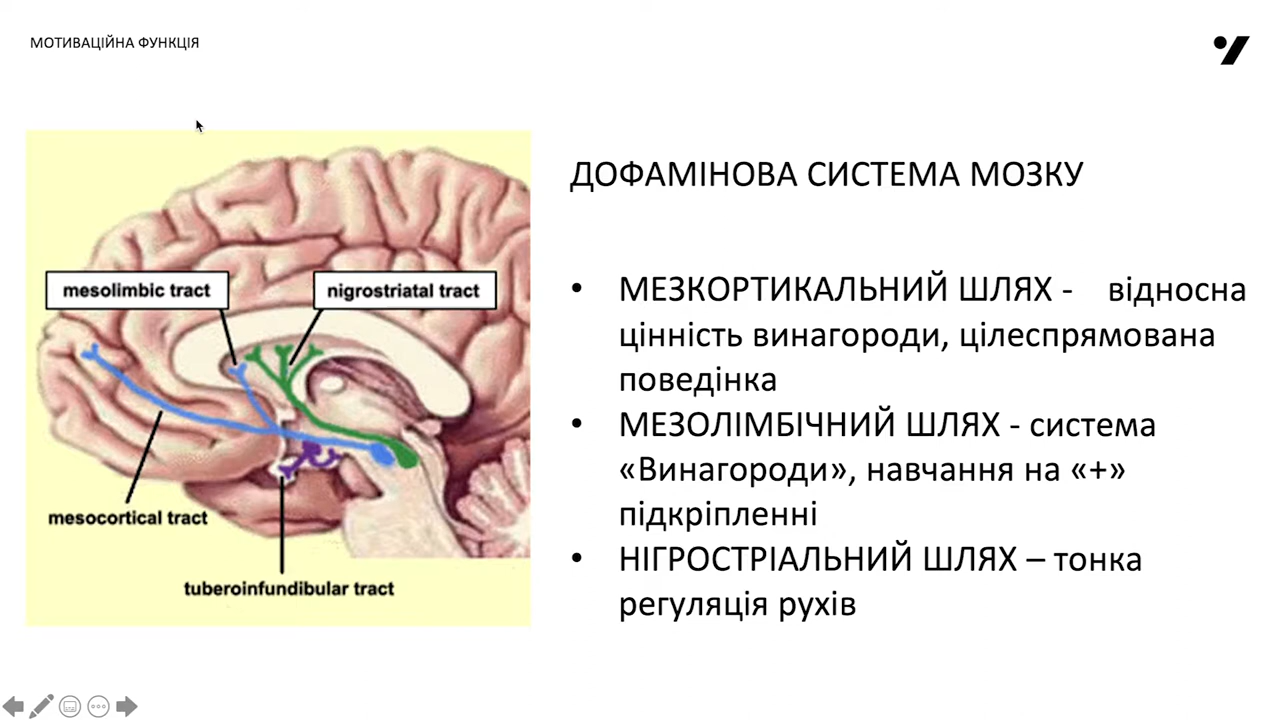 МОТИВАЦІЙНА ФУНКЦІЯ
ДОФАМІНОВА СИСТЕМА МОЗКУ
mesolimbic tract
nigrostriatal tract
mesocortical tract
tuberoinfundibular tract
• МЕЗКОРТИКАЛЬНИЙ ШЛЯХ - відносна
цінність винагороди, цілеспрямована
поведінка
• МЕЗОЛІМБІЧНИЙ ШЛЯХ - система
«Винагороди», навчання на «+»
підкріпленні
• НІГРОСТРІАЛЬНИЙ ШЛЯХ – тонка
регуляція рухів